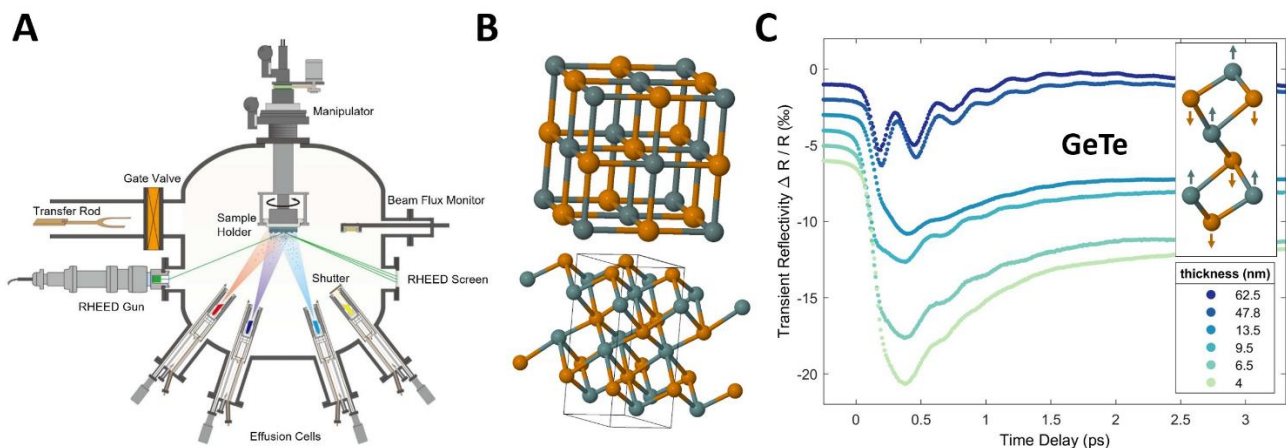 A
Manipulator
Gate Valve
Transfer Rod
Sample
Holder
Beam Flux Monitor
Shutter
RHEED Screen
RHEED Gun
Effusion Cells
B
C
Transient Reflectivity Δ R / R (‰)
0
-5
-10
-15
-20
GeTe
thickness (nm)
62.5
47.8
13.5
9.5
6.5
4
0 0.5 1 1.5 2 2.5 3
Time Delay (ps)